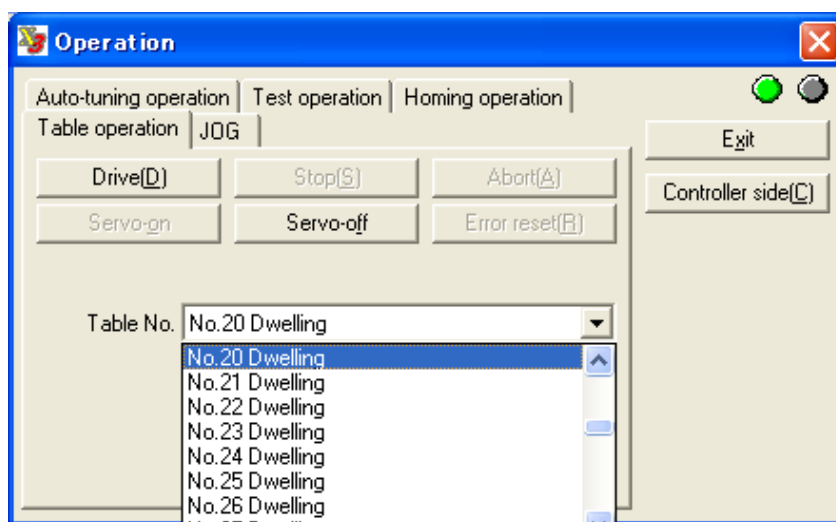 Operation
Auto-tuning operation Test operation Homing operation
Table operation JOG
Exit
Drive(D) Stop(S) Abort(A)
Controller side(C)
Servo-on Servo-off Error reset(R)
Table No. No.20 Dwelling
No.20 Dwelling
No.21 Dwelling
No.22 Dwelling
No.23 Dwelling
No.24 Dwelling
No.25 Dwelling
No.26 Dwelling